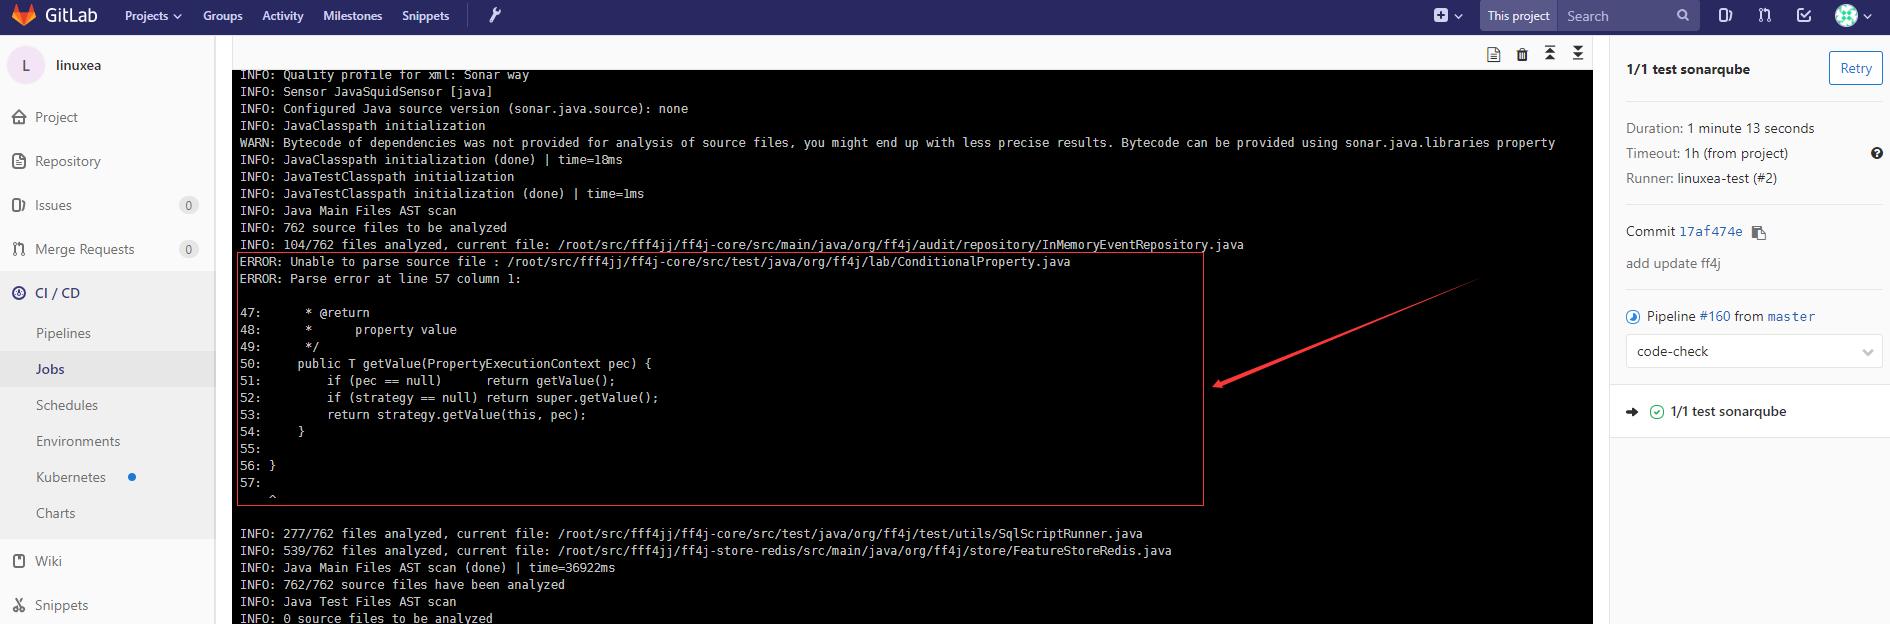 GitLab
Projects
Groups
Activity
Milestones
Snippets
This project
Search
L
linuxea
Project
Repository
Issues
0
Merge Requests
0
CI / CD
Pipelines
Jobs
Schedules
Environments
Kubernetes
Charts
Wiki
Snippets
INFO: Quality profile for xml: Sonar way
INFO: Sensor JavaSquidSensor [java]
INFO: Configured Java source version (sonar.java.source): none
INFO: JavaClasspath initialization
WARN: Bytecode of dependencies was not provided for analysis of source files, you might end up with less precise results. Bytecode can be provided using sonar.java.libraries property
INFO: JavaClasspath initialization (done) | time=18ms
INFO: JavaTestClasspath initialization
INFO: JavaTestClasspath initialization (done) | time=1ms
INFO: Java Main Files AST scan
INFO: 762 source files to be analyzed
INFO: 104/762 files analyzed, current file: /root/src/fff4jj/ff4j-core/src/main/java/org/ff4j/audit/repository/InMemoryEventRepository.java
ERROR: Unable to parse source file : /root/src/fff4jj/ff4j-core/src/test/java/org/ff4j/lab/ConditionalProperty.java
ERROR: Parse error at line 57 column 1:
47:      * @return
48:      *      property value
49:      */
50:     public T getValue(PropertyExecutionContext pec) {
51:         if (pec == null)      return getValue();
52:         if (strategy == null) return super.getValue();
53:         return strategy.getValue(this, pec);
54:     }
55:
56: }
57:
^
INFO: 277/762 files analyzed, current file: /root/src/fff4jj/ff4j-core/src/test/java/org/ff4j/test/utils/SqlScriptRunner.java
INFO: 539/762 files analyzed, current file: /root/src/fff4jj/ff4j-store-redis/src/main/java/org/ff4j/store/FeatureStoreRedis.java
INFO: Java Main Files AST scan (done) | time=36922ms
INFO: 762/762 source files have been analyzed
INFO: Java Test Files AST scan
INFO: 0 source files to be analyzed
1/1 test sonarqube
Retry
Duration: 1 minute 13 seconds
Timeout: 1h (from project)
Runner: linuxea-test (#2)
Commit 17af474e
add update ff4j
Pipeline #160 from master
code-check
1/1 test sonarqube